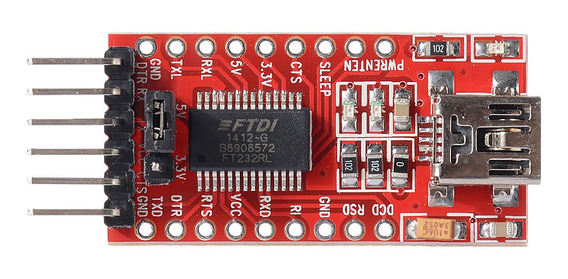 GND
TXL
RXL
5V
3.3V
CTS
SLEEP
PWRENTEN
102
DTR
5V
FTDI
1412-G
B8908572
FT232RL
3.3V
102
102
0
CTS
GND
TXD
DTR
RTS
VCC
RXD
RI
GND
RSD
DCD